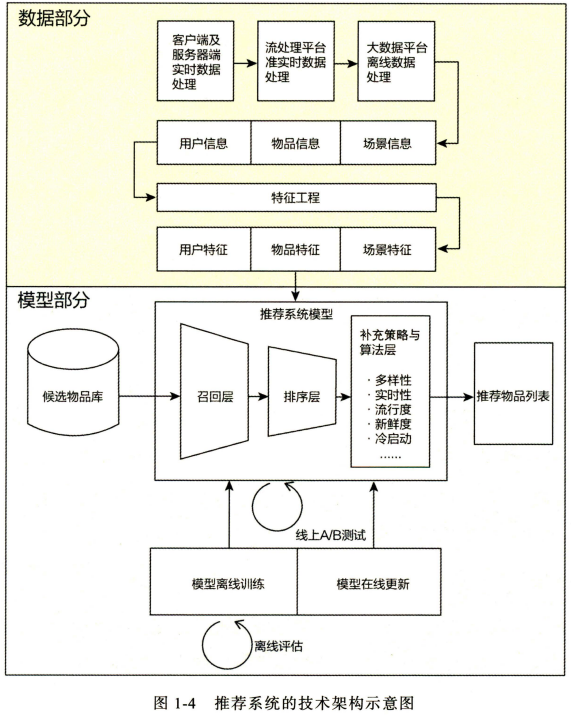 数据部分
客户端及
服务器端
实时数据
处理
流处理平台
准实时数据
处理
大数据平台
离线数据
处理
用户信息
物品信息
场景信息
特征工程
用户特征
物品特征
场景特征
模型部分
推荐系统模型
候选物品库
召回层
排序层
补充策略与
算法层
· 多样性
· 实时性
· 流行度
· 新鲜度
· 冷启动
……
推荐物品列表
线上A/B测试
模型离线训练
模型在线更新
离线评估
图 1-4 推荐系统的技术架构示意图